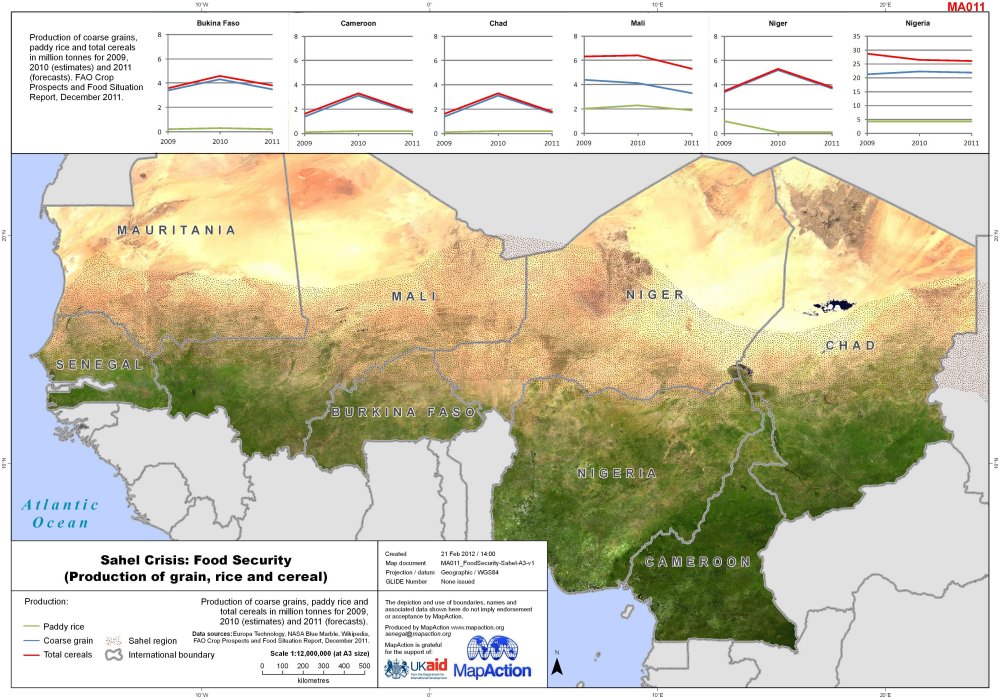 MA011
10°W
0°
10°E
20°E
Production of coarse grains,
paddy rice and total cereals
in million tonnes for 2009,
2010 (estimates) and 2011
(forecasts). FAO Crop
Prospects and Food Situation
Report, December 2011.
Bukina Faso
8
6
4
2
0
2009
2010
2011
Cameroon
8
6
4
2
0
2009
2010
2011
Chad
8
6
4
2
0
2009
2010
2011
Mali
8
6
4
2
0
2009
2010
2011
Niger
8
6
4
2
0
2009
2010
2011
Nigeria
35
30
25
20
15
10
5
0
2009
2010
2011
20°N
20°N
MAURITANIA
MALI
NIGER
CHAD
SENEGAL
BURKINA FASO
NIGERIA
CAMEROON
10°N
10°N
Atlantic
Ocean
Sahel Crisis: Food Security
(Production of grain, rice and cereal)
Created 21 Feb 2012 / 14:00
Map document MA011_FoodSecurity-Sahel-A3-v1
Projection / datum Geographic / WGS84
GLIDE Number None issued
Production:
Paddy rice
Coarse grain
Total cereals
Sahel region
International boundary
Production of coarse grains, paddy rice and
total cereals in million tonnes for 2009,
2010 (estimates) and 2011 (forecasts).
Data sources: Europa Technology, NASA Blue Marble, Wikipedia,
FAO Crop Prospects and Food Situation Report, December 2011.
Scale 1:12,000,000 (at A3 size)
0 100 200 300 400 500
kilometres
The depiction and use of boundaries, names and
associated data shown here do not imply endorsement
or acceptance by MapAction.
Produced by MapAction www.mapaction.org
senegal@mapaction.org
MapAction is grateful
for the support of:
UKaid
from the Department for
International Development
MapAction
N
10°W
0°
10°E
20°E